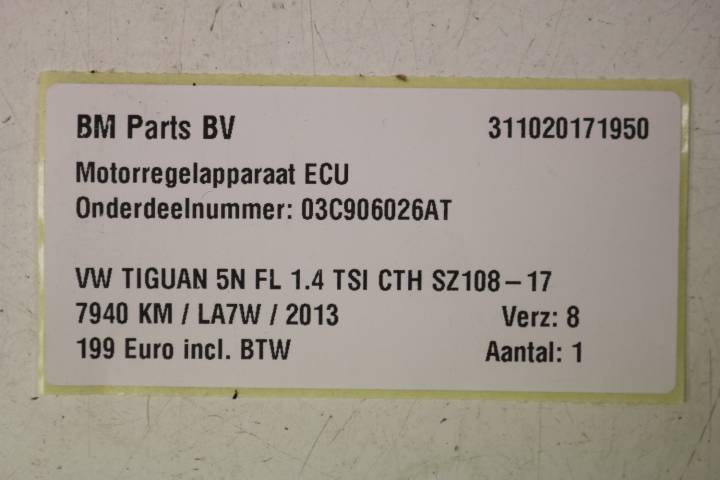 BM Parts BV 311020171950
Motorregelapparaat ECU
Onderdeelnummer: 03C906026AT
VW TIGUAN 5N FL 1.4 TSI CTH SZ108-17
7940 KM / LA7W / 2013 Verz: 8
199 Euro incl. BTW Aantal: 1